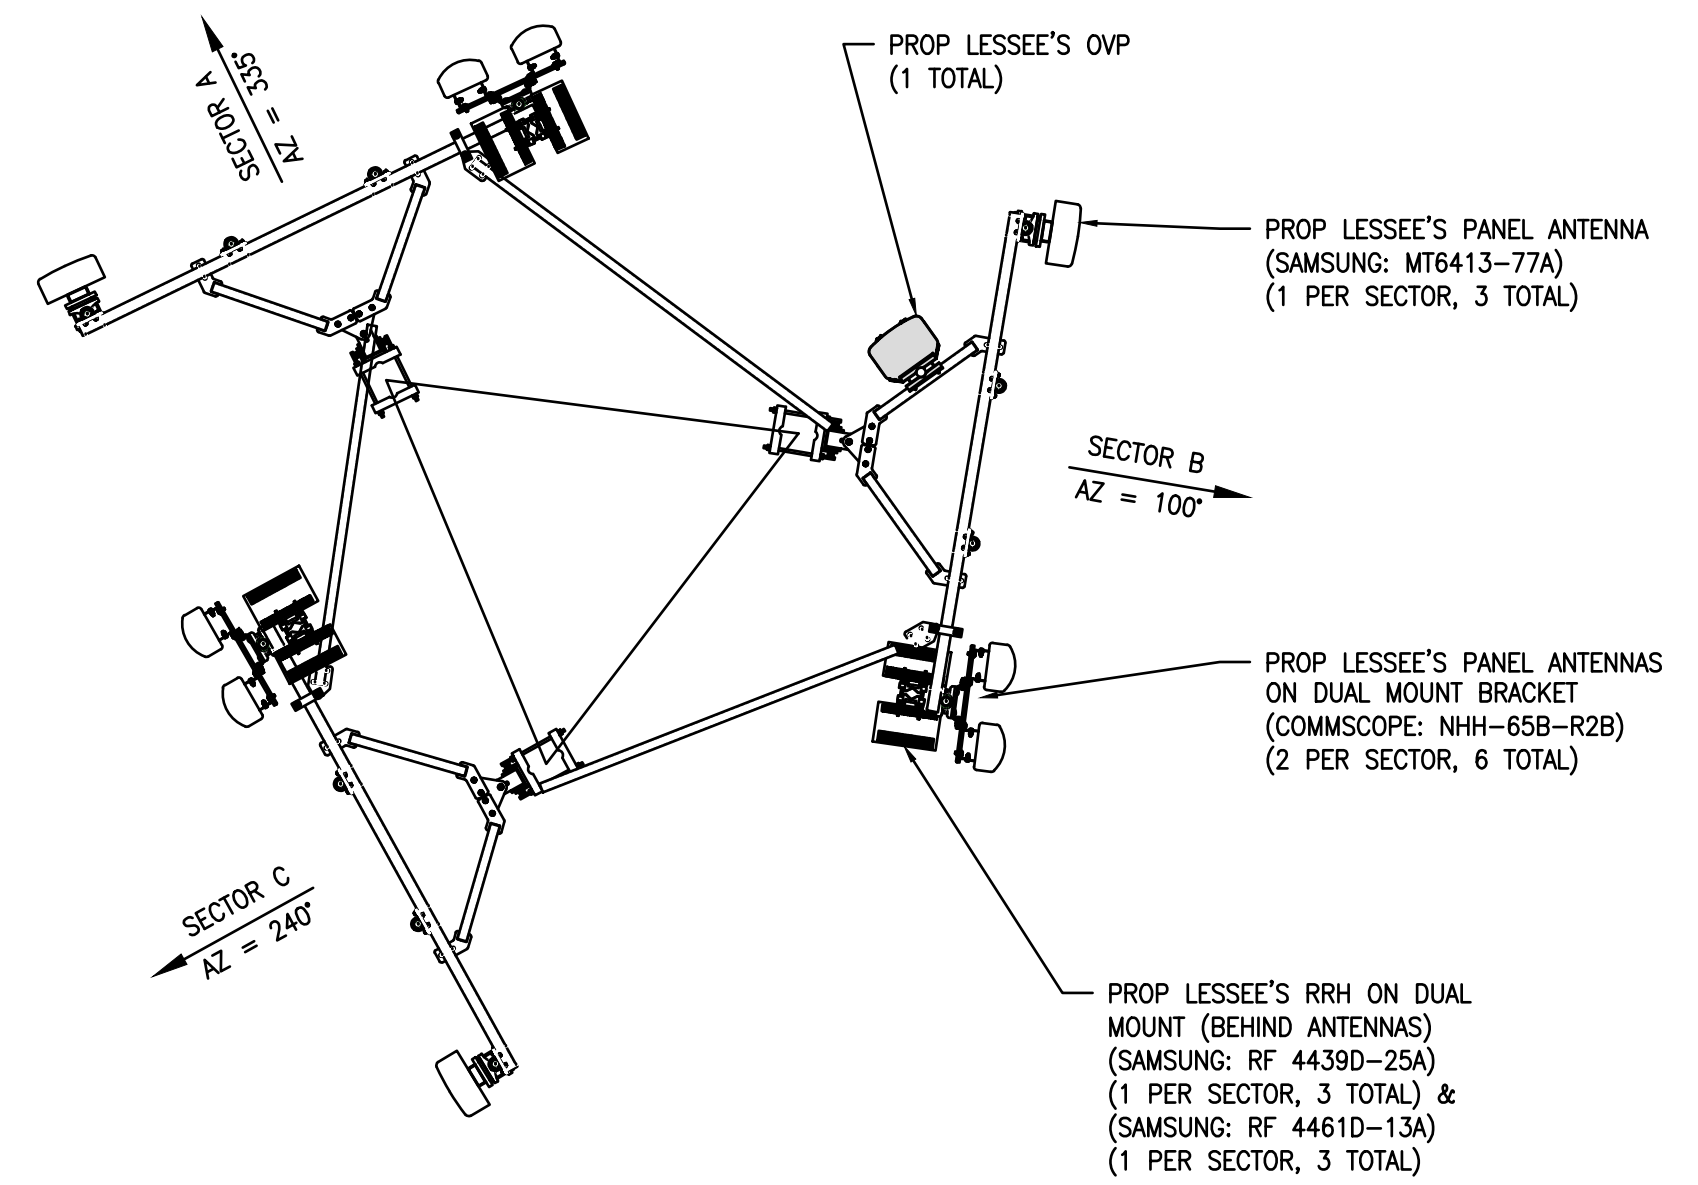 SECTOR A
AZ = 335°
PROP LESSEE'S OVP
(1 TOTAL)
PROP LESSEE'S PANEL ANTENNA
(SAMSUNG: MT6413-77A)
(1 PER SECTOR, 3 TOTAL)
SECTOR B
AZ = 100°
PROP LESSEE'S PANEL ANTENNAS
ON DUAL MOUNT BRACKET
(COMMSCOPE: NHH-65B-R2B)
(2 PER SECTOR, 6 TOTAL)
SECTOR C
AZ = 240°
PROP LESSEE'S RRH ON DUAL
MOUNT (BEHIND ANTENNAS)
(SAMSUNG: RF 4439D-25A)
(1 PER SECTOR, 3 TOTAL) &
(SAMSUNG: RF 4461D-13A)
(1 PER SECTOR, 3 TOTAL)